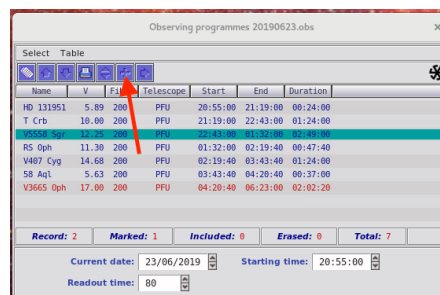 Observing programmes 20190623.obs
Select Table
Name V Telescope Start End Duration
HD 131951 5.89 200 PFU 20:55:00 21:19:00 00:24:00
T Crb 10.00 200 PFU 21:19:00 22:43:00 01:24:00
V5558 Sgr 12.25 200 PFU 22:43:00 01:32:00 02:49:00
RS Oph 11.30 200 PFU 01:32:00 02:19:40 00:47:40
V407 Cyg 14.68 200 PFU 02:19:40 03:43:40 01:24:00
58 Aql 5.63 200 PFU 03:43:40 04:20:40 00:37:00
V3665 Oph 17.00 200 PFU 04:20:40 06:23:00 02:02:20
Record: 2 Marked: 1 Included: 0 Erased: 0 Total: 7
Current date: 23/06/2019 Starting time: 20:55:00
Readout time: 80